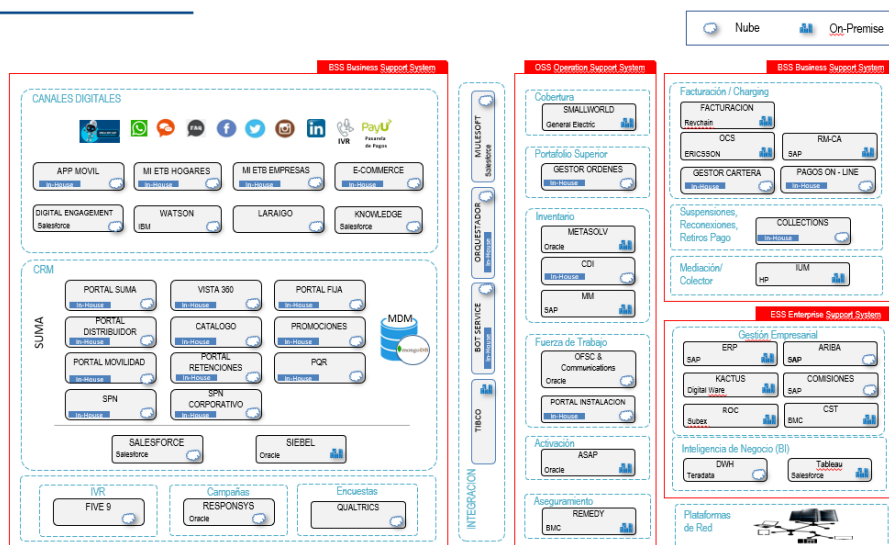 Nube
On-Premise
BSS Business Support System
CANALES DIGITALES
FAQ
IVR
PayU
Pasarela
de Pagos
APP MOVIL
In-House
MI ETB HOGARES
In-House
MI ETB EMPRESAS
In-House
E-COMMERCE
In-House
DIGITAL ENGAGEMENT
Salesforce
WATSON
IBM
LARAIGO
KNOWLEDGE
Salesforce
CRM
SUMA
PORTAL SUMA
In-House
VISTA 360
In-House
PORTAL FIJA
In-House
PORTAL
DISTRIBUIDOR
In-House
CATALOGO
In-House
PROMOCIONES
In-House
PORTAL MOVILIDAD
In-House
PORTAL
RETENCIONES
In-House
PQR
In-House
SPN
In-House
SPN
CORPORATIVO
In-House
MDM
mongoDB
SALESFORCE
Salesforce
SIEBEL
Oracle
IVR
FIVE 9
Campañas
RESPONSYS
Oracle
Encuestas
QUALTRICS
MULESOFT
Salesforce
ORQUESTADOR
In-House
BOT SERVICE
In-House
TIBCO
INTEGRACION
OSS Operation Support System
Cobertura
SMALLWORLD
General Electric
Portafolio Superior
GESTOR ORDENES
In-House
Inventario
METASOLV
Oracle
CDI
In-House
MM
SAP
Fuerza de Trabajo
OFSC &
Communications
Oracle
PORTAL INSTALACION
In-House
Activación
ASAP
Oracle
Aseguramiento
REMEDY
BMC
BSS Business Support System
Facturación / Charging
FACTURACION
Revchain
OCS
ERICSSON
RM-CA
SAP
GESTOR CARTERA
In-House
PAGOS ON - LINE
In-House
Suspensiones,
Reconexiones,
Retiros Pago
COLLECTIONS
In-House
Mediación/
Colector
IUM
HP
ESS Enterprise Support System
Gestión Empresarial
ERP
SAP
ARIBA
SAP
KACTUS
Digital Ware
COMISIONES
SAP
ROC
Subex
CST
BMC
Inteligencia de Negocio (BI)
DWH
Teradata
Tableau
Salesforce
Plataformas
de Red